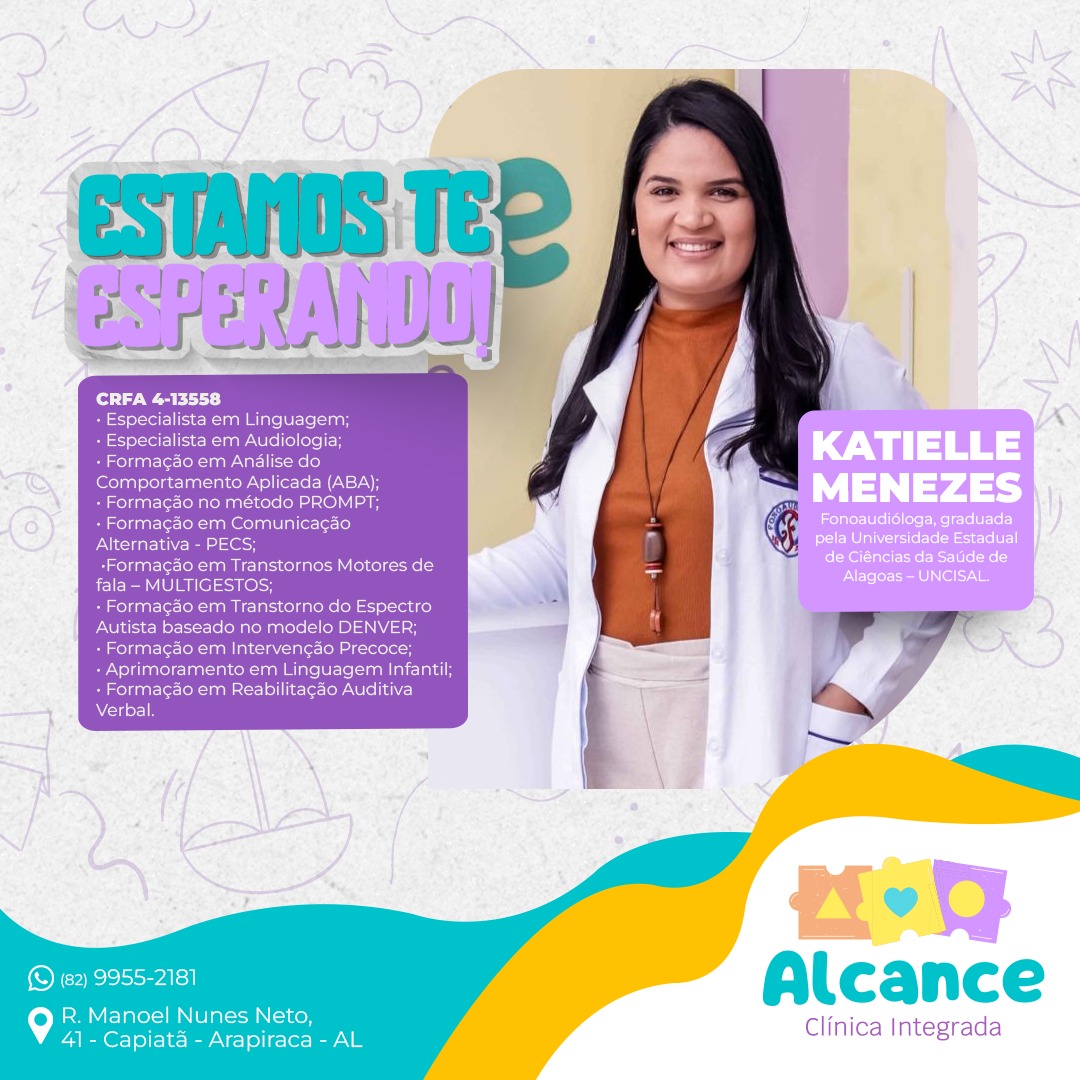 ESTAMOS TE
ESPERANDO!
CRFA 4-13558
• Especialista em Linguagem;
• Especialista em Audiologia;
• Formação em Análise do
Comportamento Aplicada (ABA);
• Formação no método PROMPT;
• Formação em Comunicação
Alternativa - PECS;
•Formação em Transtornos Motores de
fala – MULTIGESTOS;
• Formação em Transtorno do Espectro
Autista baseado no modelo DENVER;
• Formação em Intervenção Precoce;
• Aprimoramento em Linguagem Infantil;
• Formação em Reabilitação Auditiva
Verbal.
e
KATIELLE
MENEZES
Fonoaudióloga, graduada
pela Universidade Estadual
de Ciências da Saúde de
Alagoas – UNCISAL.
(82) 9955-2181
R. Manoel Nunes Neto,
41 - Capiatã - Arapiraca - AL
Alcance
Clínica Integrada